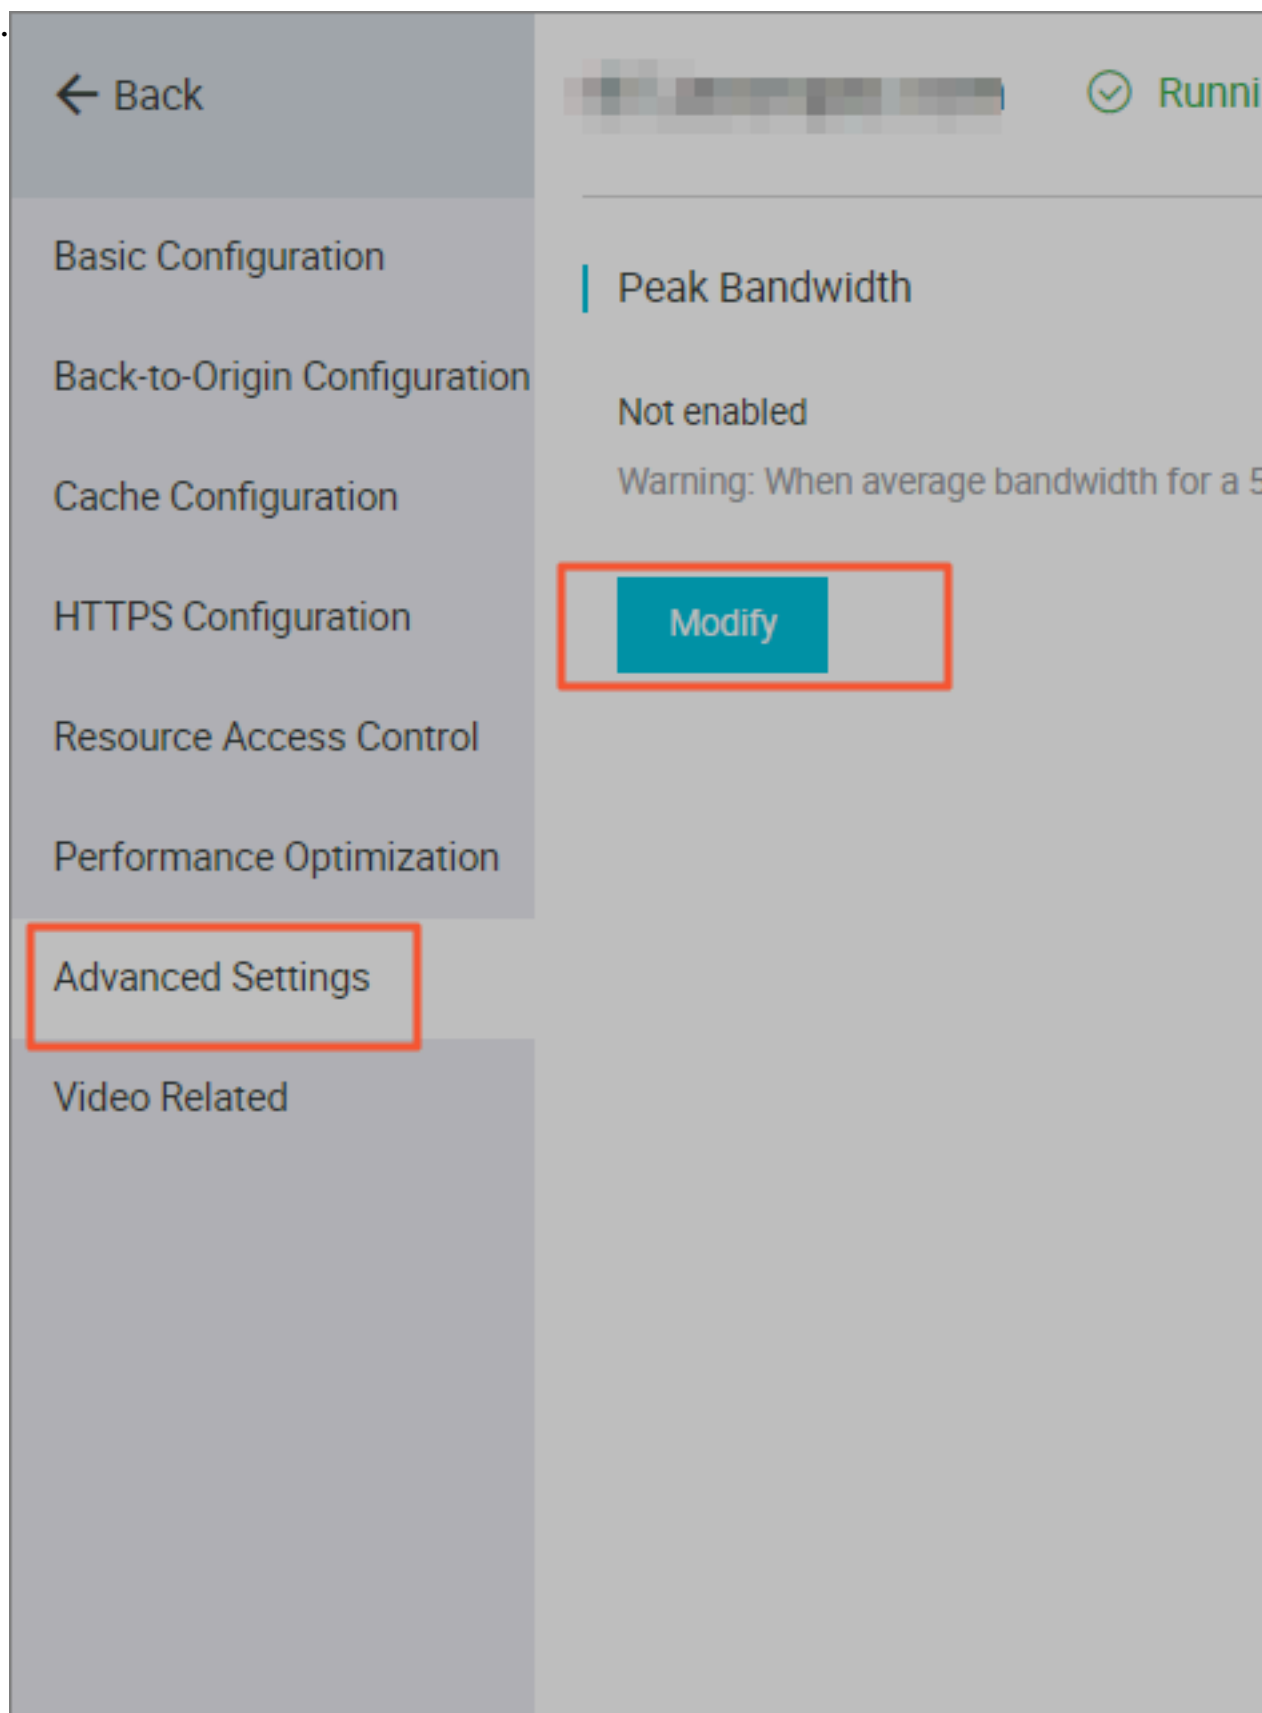 Back
Runni
Basic Configuration
Back-to-Origin Configuration
Cache Configuration
HTTPS Configuration
Resource Access Control
Performance Optimization
Advanced Settings
Video Related
Peak Bandwidth
Not enabled
Warning: When average bandwidth for a 5
Modify